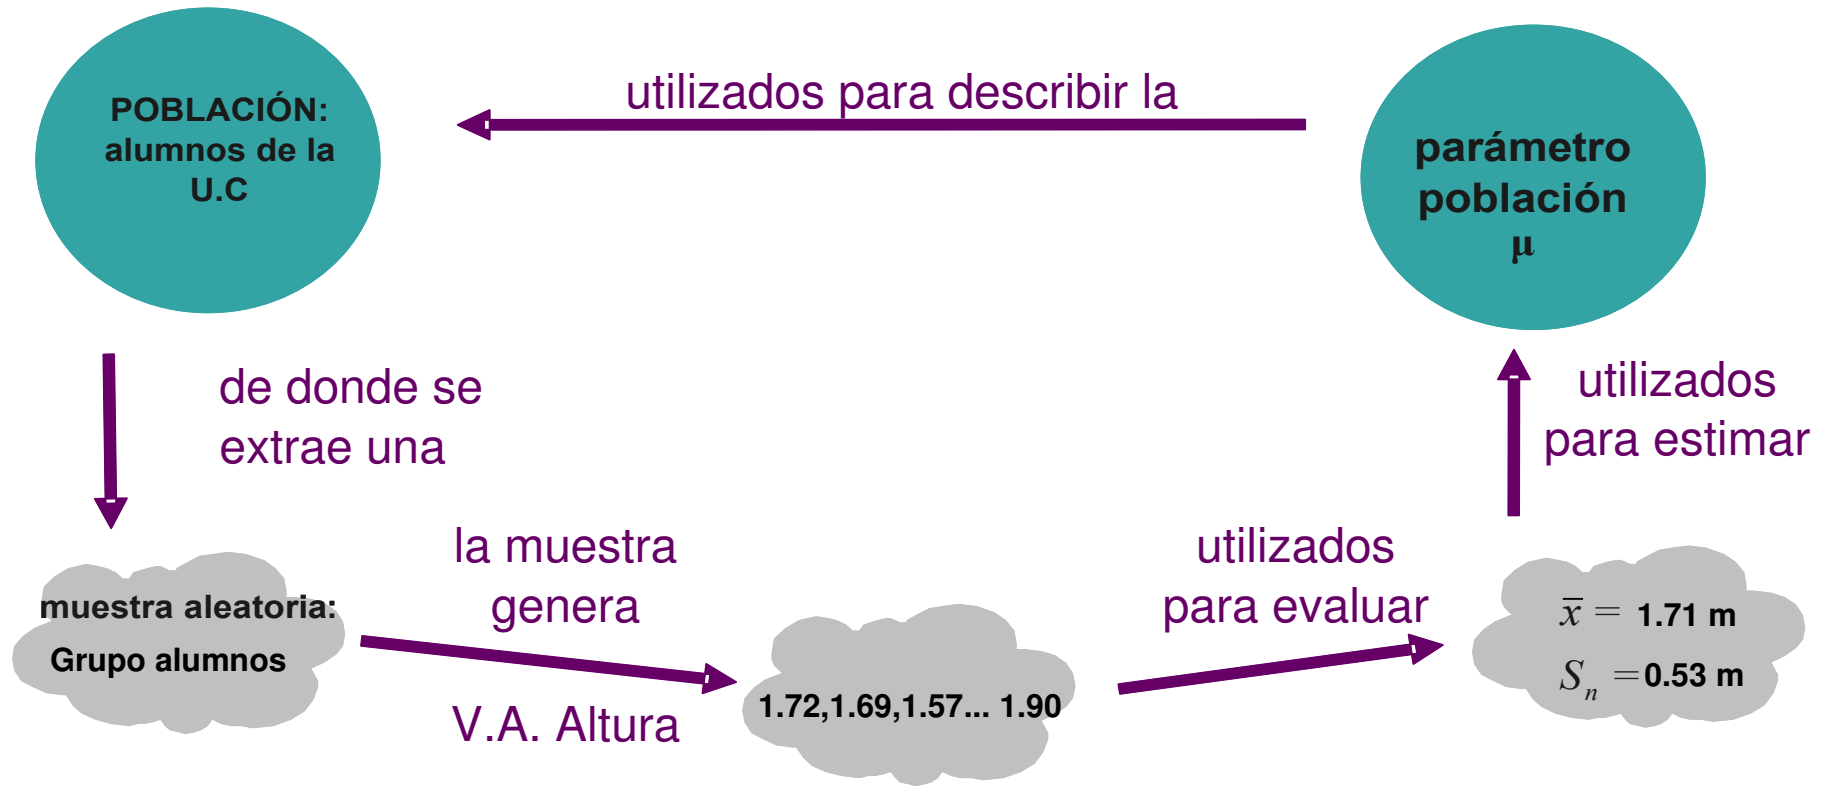 POBLACIÓN:
alumnos de la
U.C
utilizados para describir la
parámetro
población
μ
de donde se
extrae una
utilizados
para estimar
muestra aleatoria:
Grupo alumnos
la muestra
genera
V.A. Altura
1.72,1.69,1.57... 1.90
utilizados
para evaluar
x̄ = 1.71 m
Sₙ =0.53 m